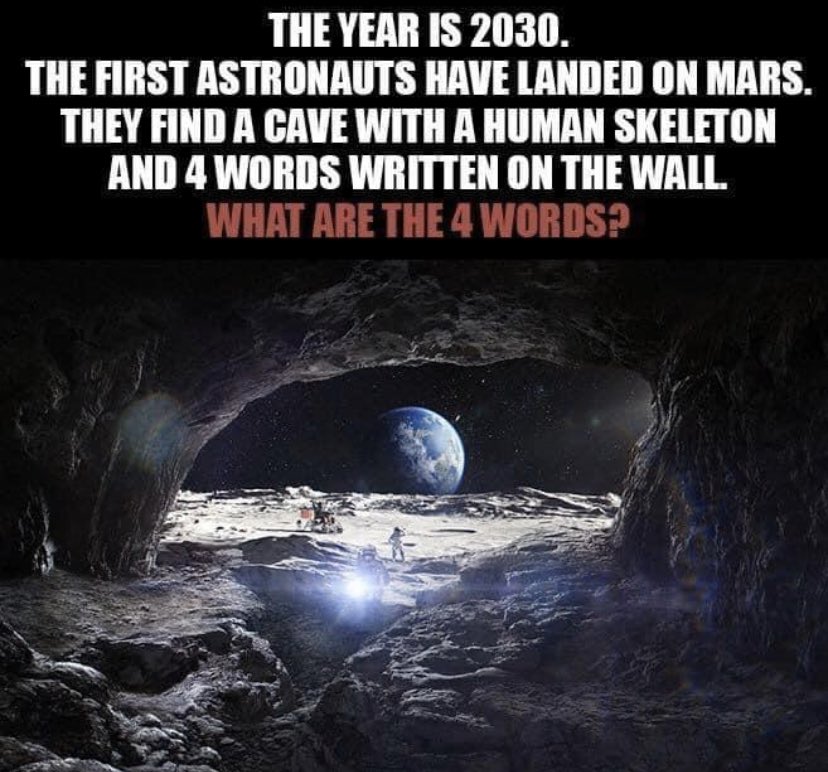 THE YEAR IS 2030.
THE FIRST ASTRONAUTS HAVE LANDED ON MARS.
THEY FIND A CAVE WITH A HUMAN SKELETON
AND 4 WORDS WRITTEN ON THE WALL.
WHAT ARE THE 4 WORDS?